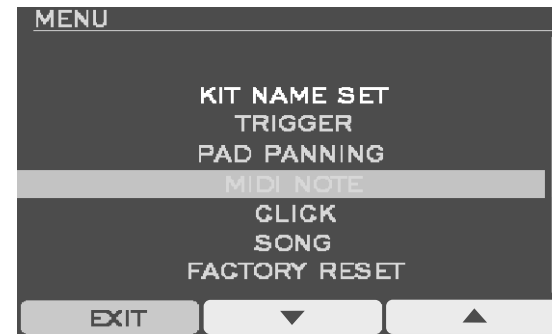 MENU
KIT NAME SET
TRIGGER
PAD PANNING
MIDI NOTE
CLICK
SONG
FACTORY RESET
EXIT ▼ ▲